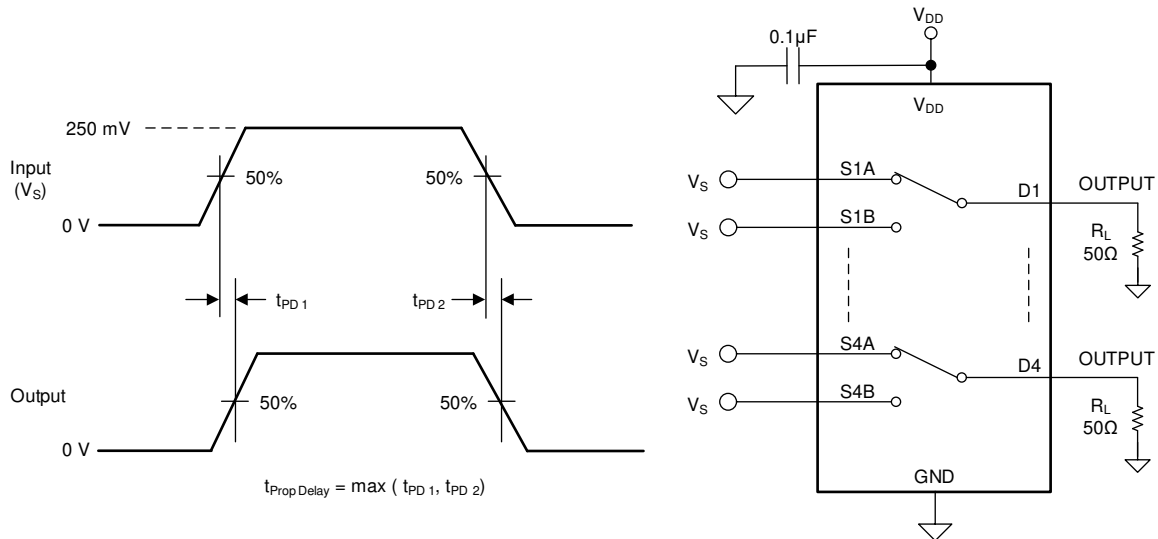 250 mV
Input
(VS)
50%
50%
0 V
tPD 1
tPD 2
Output
50%
50%
0 V
tProp Delay = max ( tPD 1, tPD 2)
VDD
0.1μF
VDD
VS
S1A
D1
OUTPUT
VS
S1B
RL
50Ω
VS
S4A
D4
OUTPUT
VS
S4B
RL
50Ω
GND